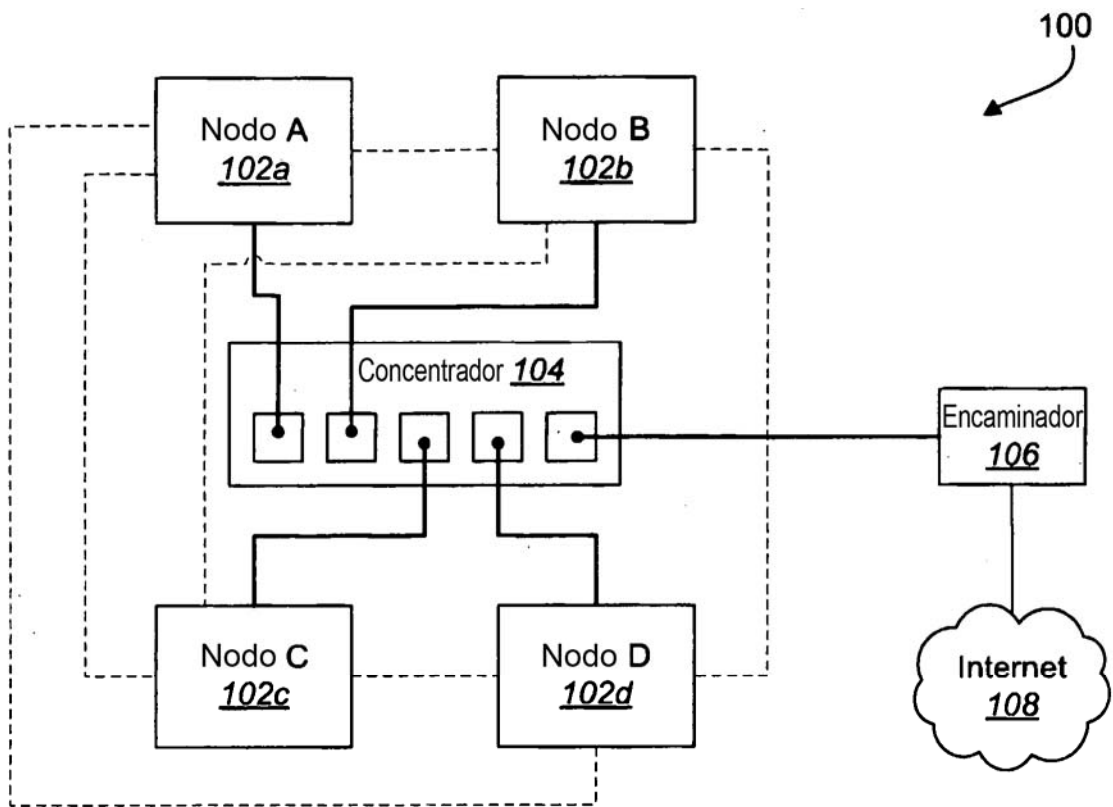 100
Nodo A
102a
Nodo B
102b
Concentrador 104
Encaminador
106
Nodo C
102c
Nodo D
102d
Internet
108